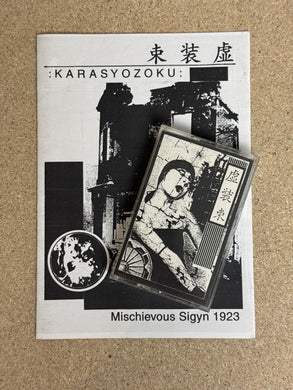 虚装束
:KARASYOZOKU:
虚装束
Mischievous Sigyn 1923